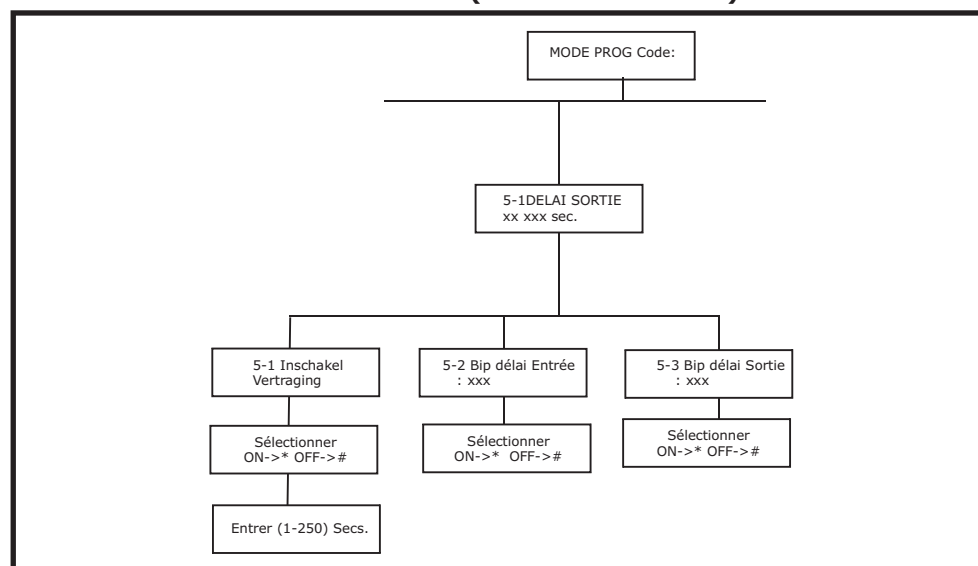 MODE PROG Code:
5-1DELAI SORTIE
xx xxx sec.
5-1 Inschakel
Vertraging
5-2 Bip délai Entrée
: xxx
5-3 Bip délai Sortie
: xxx
Sélectionner
ON->* OFF->#
Sélectionner
ON->* OFF->#
Sélectionner
ON->* OFF->#
Entrer (1-250) Secs.